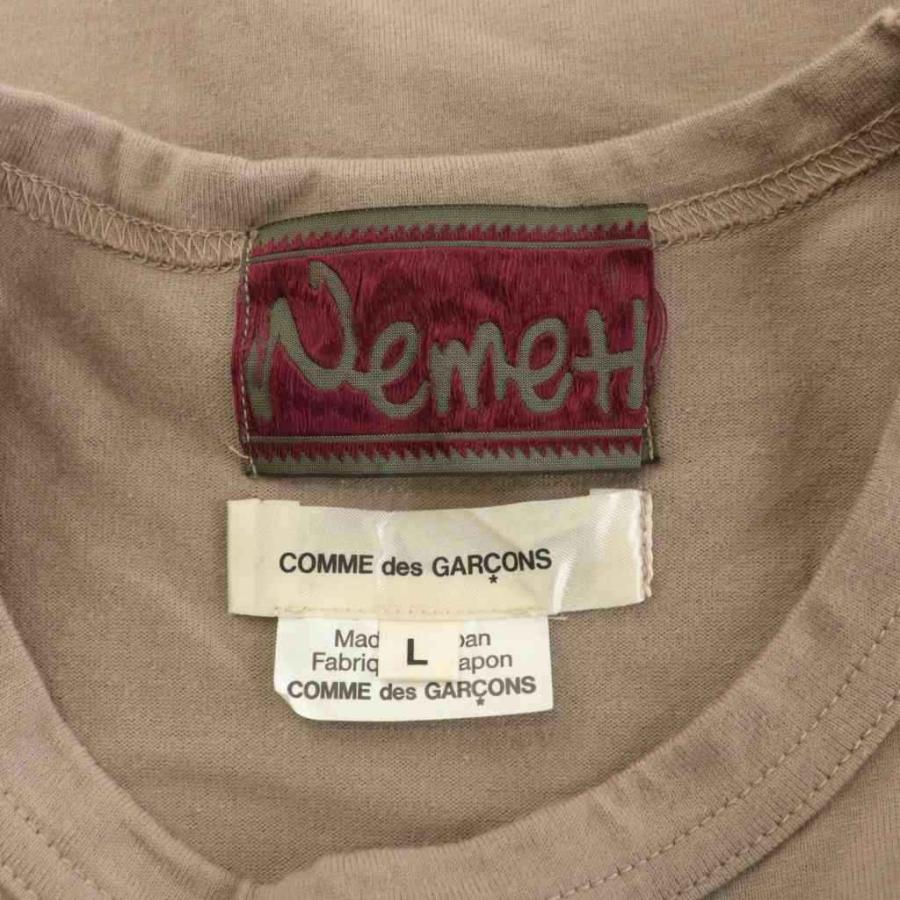 Nemeth
COMME des GARÇONS
Mad L pan
Fabriq apon
COMME des GARÇONS